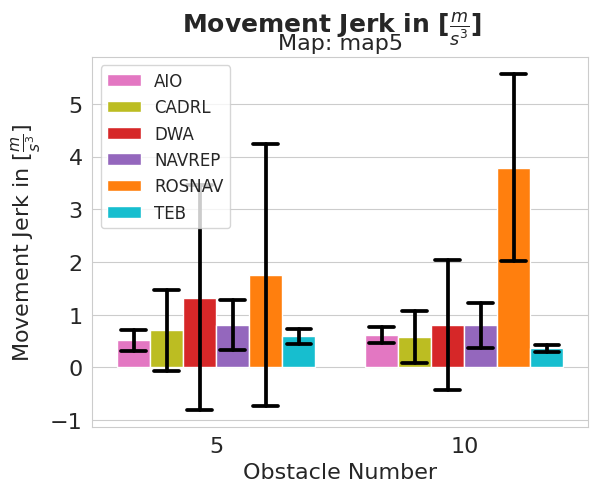 Movement Jerk in [m/s³]
Map: map5
Movement Jerk in [m/s³]
5
4
3
2
1
0
−1
AIO
CADRL
DWA
NAVREP
ROSNAV
TEB
5 10
Obstacle Number